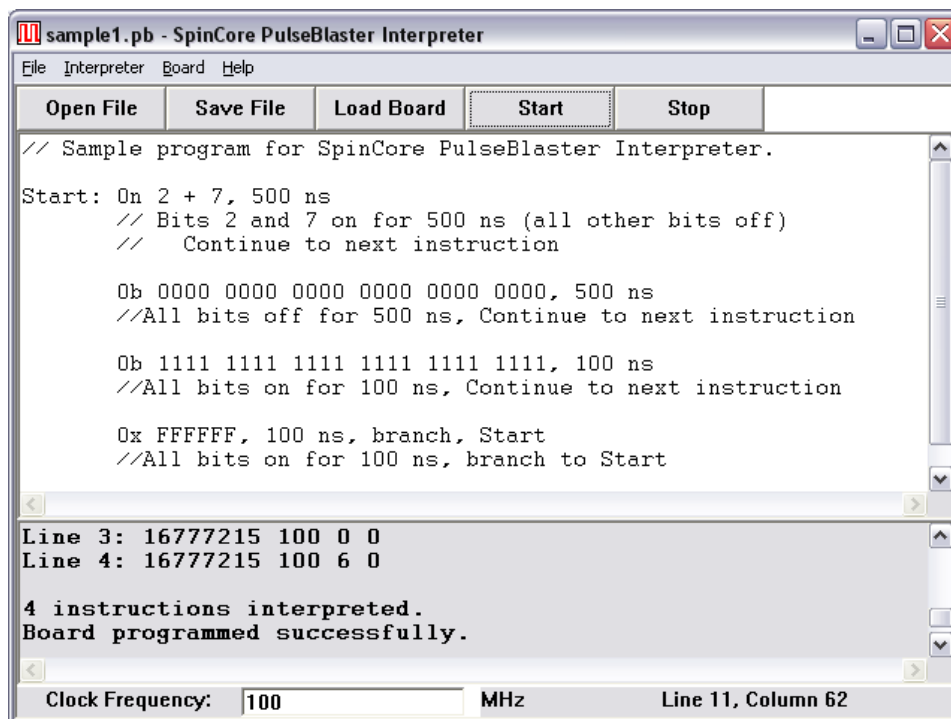 sample1.pb - SpinCore PulseBlaster Interpreter
File Interpreter Board Help
Open File Save File Load Board Start Stop
// Sample program for SpinCore PulseBlaster Interpreter.
Start: 0n 2 + 7, 500 ns
// Bits 2 and 7 on for 500 ns (all other bits off)
// Continue to next instruction
0b 0000 0000 0000 0000 0000 0000, 500 ns
//All bits off for 500 ns, Continue to next instruction
0b 1111 1111 1111 1111 1111 1111, 100 ns
//All bits on for 100 ns, Continue to next instruction
0x FFFFFF, 100 ns, branch, Start
//All bits on for 100 ns, branch to Start
Line 3: 16777215 100 0 0
Line 4: 16777215 100 6 0
4 instructions interpreted.
Board programmed successfully.
Clock Frequency: 100 MHz Line 11, Column 62